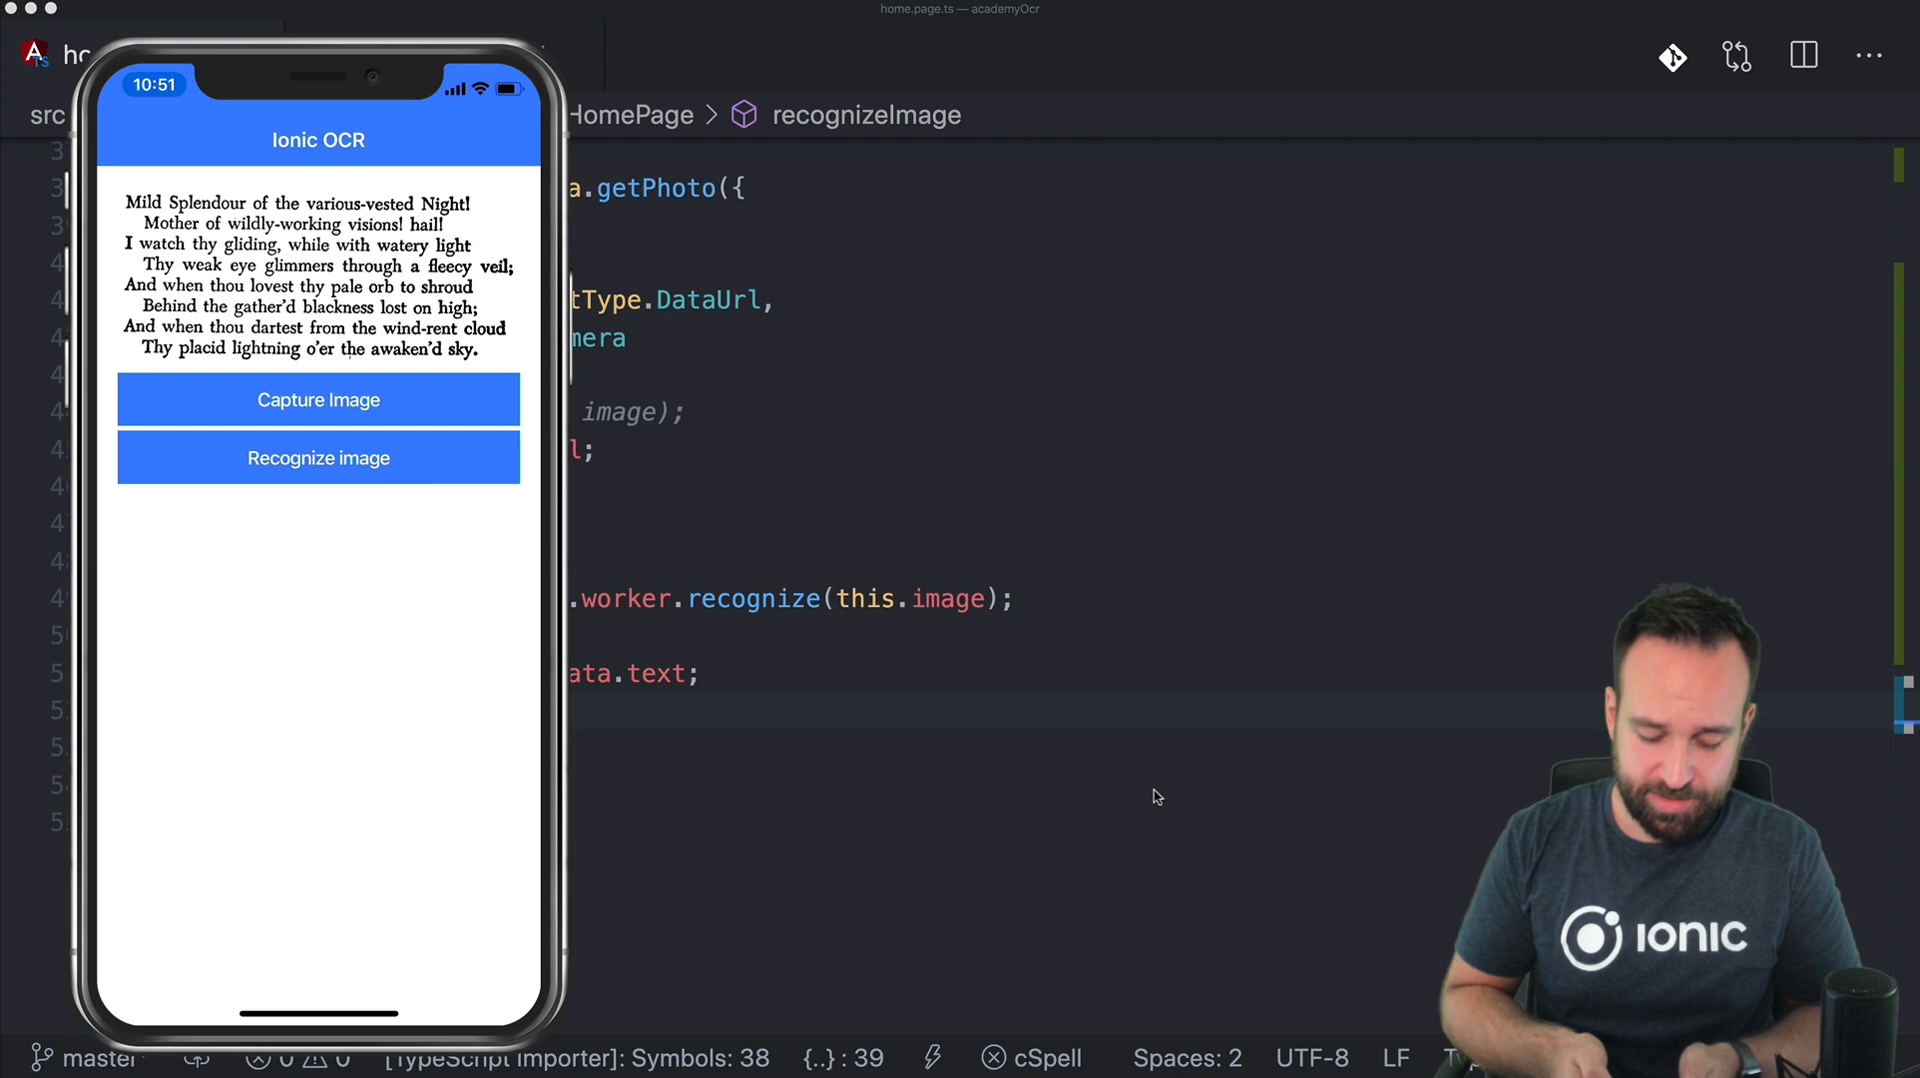 home.page.ts — academyOcr
src
HomePage > recognizeImage
10:51
Ionic OCR
Mild Splendour of the various-vested Night!
Mother of wildly-working visions! hail!
I watch thy gliding, while with watery light
Thy weak eye glimmers through a fleecy veil;
And when thou lovest thy pale orb to shroud
Behind the gather'd blackness lost on high;
And when thou dartest from the wind-rent cloud
Thy placid lightning o'er the awaken'd sky.
Capture Image
Recognize image
a.getPhoto({
tType.DataUrl,
mera
image);
l;
.worker.recognize(this.image);
ata.text;
IONIC
master
0 0
[TypeScript Importer]: Symbols: 38
{..} : 39
cSpell
Spaces: 2
UTF-8
LF